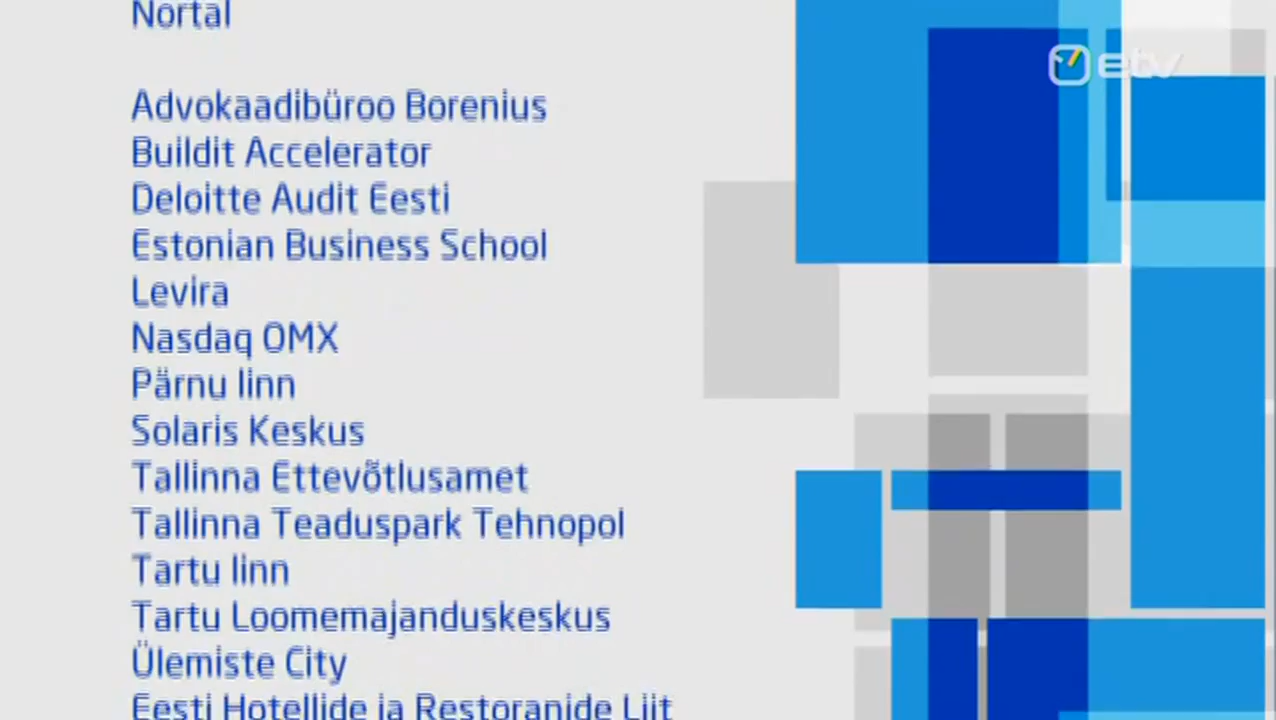 Nortal
etv
Advokaadibüroo Borenius
Buildit Accelerator
Deloitte Audit Eesti
Estonian Business School
Levira
Nasdaq OMX
Pärnu linn
Solaris Keskus
Tallinna Ettevõtlusamet
Tallinna Teaduspark Tehnopol
Tartu linn
Tartu Loomemajanduskeskus
Ülemiste City
Eesti Hotellide ja Restoranide Liit